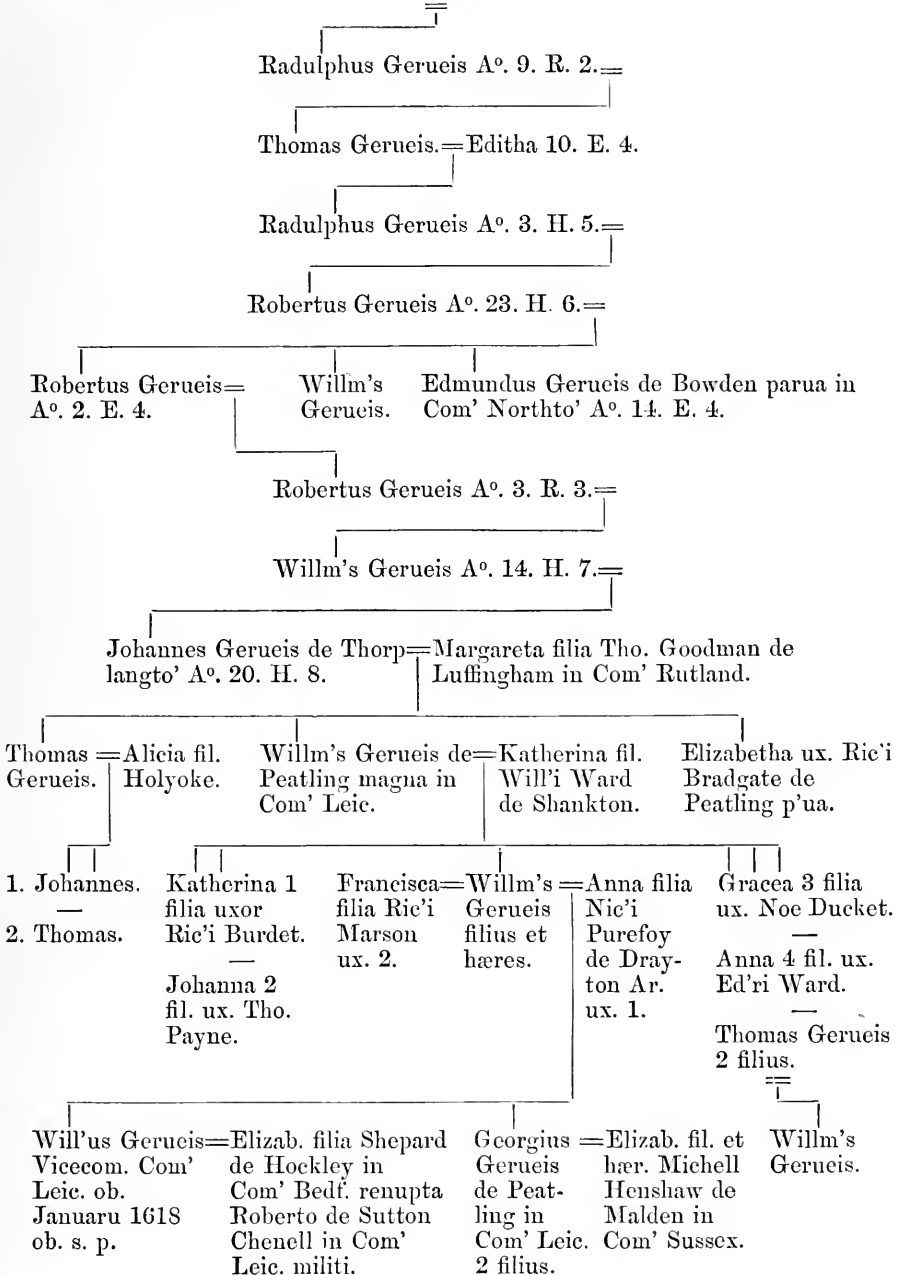 Radulphus Gerueis Aº. 9. R. 2.=
Thomas Gerueis.=Editha 10. E. 4.
Radulphus Gerueis Aº. 3. H. 5.=
Robertus Gerueis Aº. 23. H. 6.=
Robertus Gerueis=
Aº. 2. E. 4.
Willm's
Gerueis.
Edmundus Gerueis de Bowden parua in
Com' Northto' Aº. 14. E. 4.
Robertus Gerueis Aº. 3. R. 3.=
Willm's Gerueis Aº. 14. H. 7.=
Johannes Gerueis de Thorp=Margareta filia Tho. Goodman de
langto' Aº. 20. H. 8. Luffingham in Com' Rutland.
Thomas =Alicia fil.
Gerueis. Holyoke.
Willm's Gerueis de=Katherina fil.
Peatling magna in Will'i Ward
Com' Leic. de Shankton.
Elizabetha ux. Ric'i
Bradgate de
Peatling p'ua.
1. Johannes.
—
2. Thomas.
Katherina 1
filia uxor
Ric'i Burdet.
—
Johanna 2
fil. ux. Tho.
Payne.
Francisca=Willm's =Anna filia
filia Ric'i Gerueis Nic'i
Marson filius et Purefoy
ux. 2. hæres. de Dray-
ton Ar.
ux. 1.
Gracea 3 filia
ux. Noe Ducket.
—
Anna 4 fil. ux.
Ed'ri Ward.
—
Thomas Gerueis
2 filius.
Will'us Gerueis=Elizab. filia Shepard
Vicecom. Com' de Hockley in
Leic. ob. Com' Bedf. renupta
Januaru 1618 Roberto de Sutton
ob. s. p. Chenell in Com'
Leic. militi.
Georgius =Elizab. fil. et
Gerueis hær. Michell
de Peat- Henshaw de
ling in Malden in
Com' Leic. Com' Sussex.
2 filius.
Willm's
Gerueis.